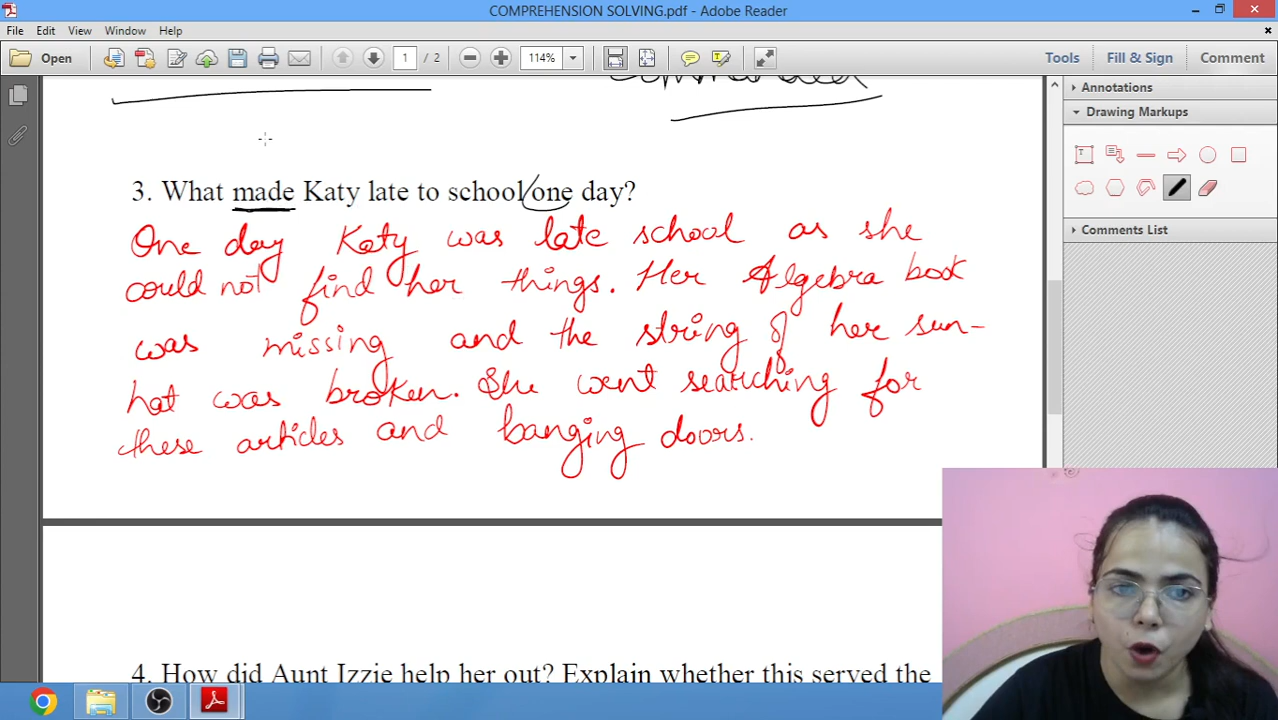 COMPREHENSION SOLVING.pdf - Adobe Reader
File Edit View Window Help
Open 1 / 2 114% Tools Fill & Sign Comment
Annotations
Drawing Markups
Comments List
3. What made Katy late to school/one day?
One day Katy was late school as she
could not find her things. Her Algebra book
was missing and the string of her sun-
hat was broken. She went searching for
these articles and banging doors.
4. How did Aunt Izzie help her out? Explain whether this served the